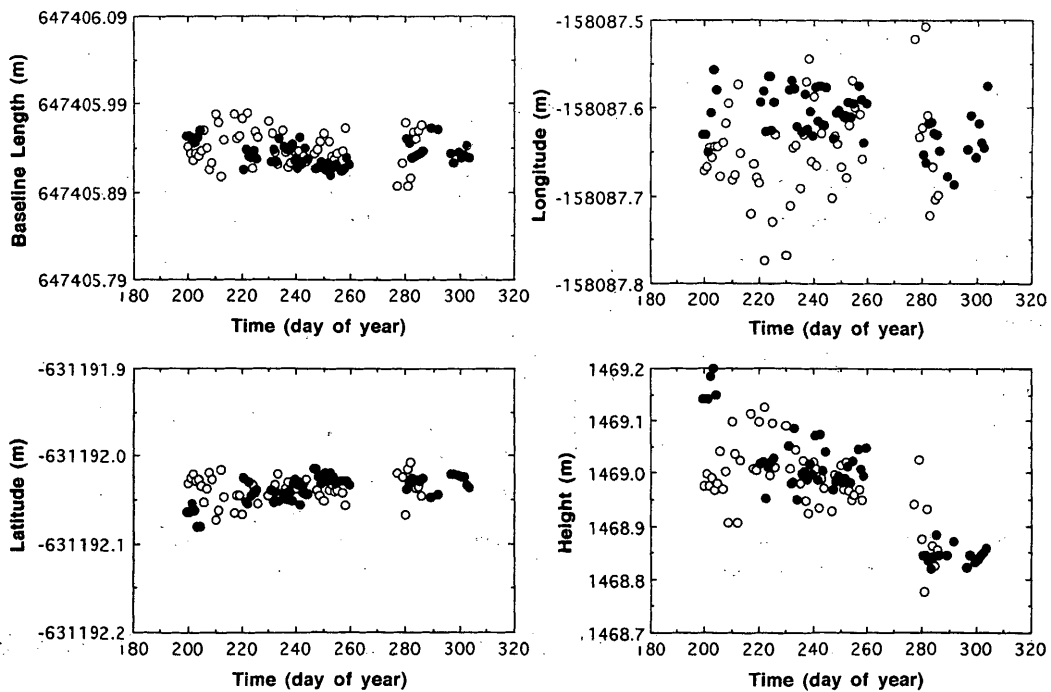 647406.09
647405.99
647405.89
647405.79
Baseline Length (m)
180 200 220 240 260 280 300 320
Time (day of year)
-158087.5
-158087.6
-158087.7
-158087.8
Longitude (m)
180 200 220 240 260 280 300 320
Time (day of year)
-631191.9
-631192.0
-631192.1
-631192.2
Latitude (m)
180 200 220 240 260 280 300 320
Time (day of year)
1469.2
1469.1
1469.0
1468.9
1468.8
1468.7
Height (m)
180 200 220 240 260 280 300 320
Time (day of year)